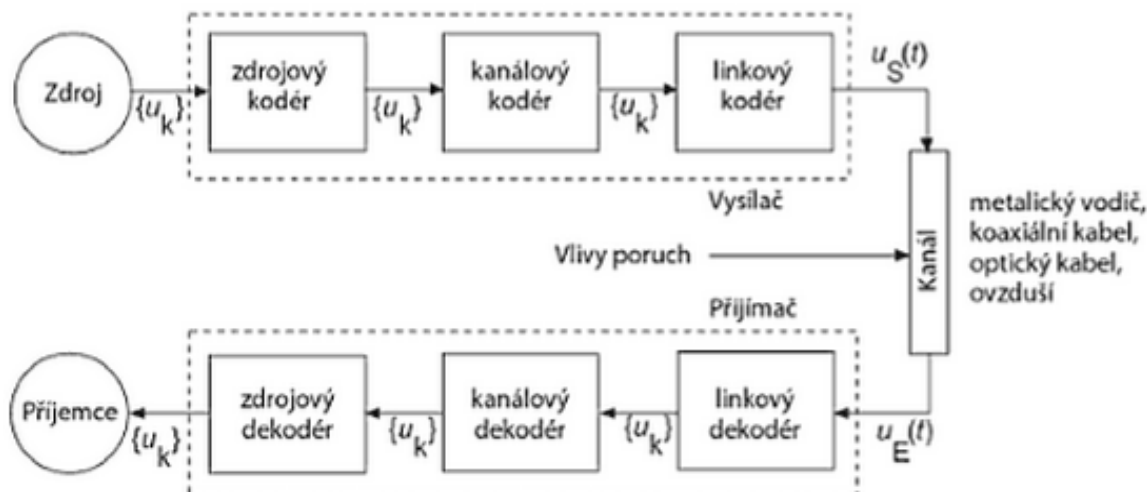 Zdroj
{u_k}
zdrojový
kodér
{u_k}
kanálový
kodér
{u_k}
linkový
kodér
u_S(t)
Vysílač
Vlivy poruch
Kanál
metalický vodič,
koaxiální kabel,
optický kabel,
ovzduší
Přijímač
Příjemce
{u_k}
zdrojový
dekodér
{u_k}
kanálový
dekodér
{u_k}
linkový
dekodér
u_E(t)